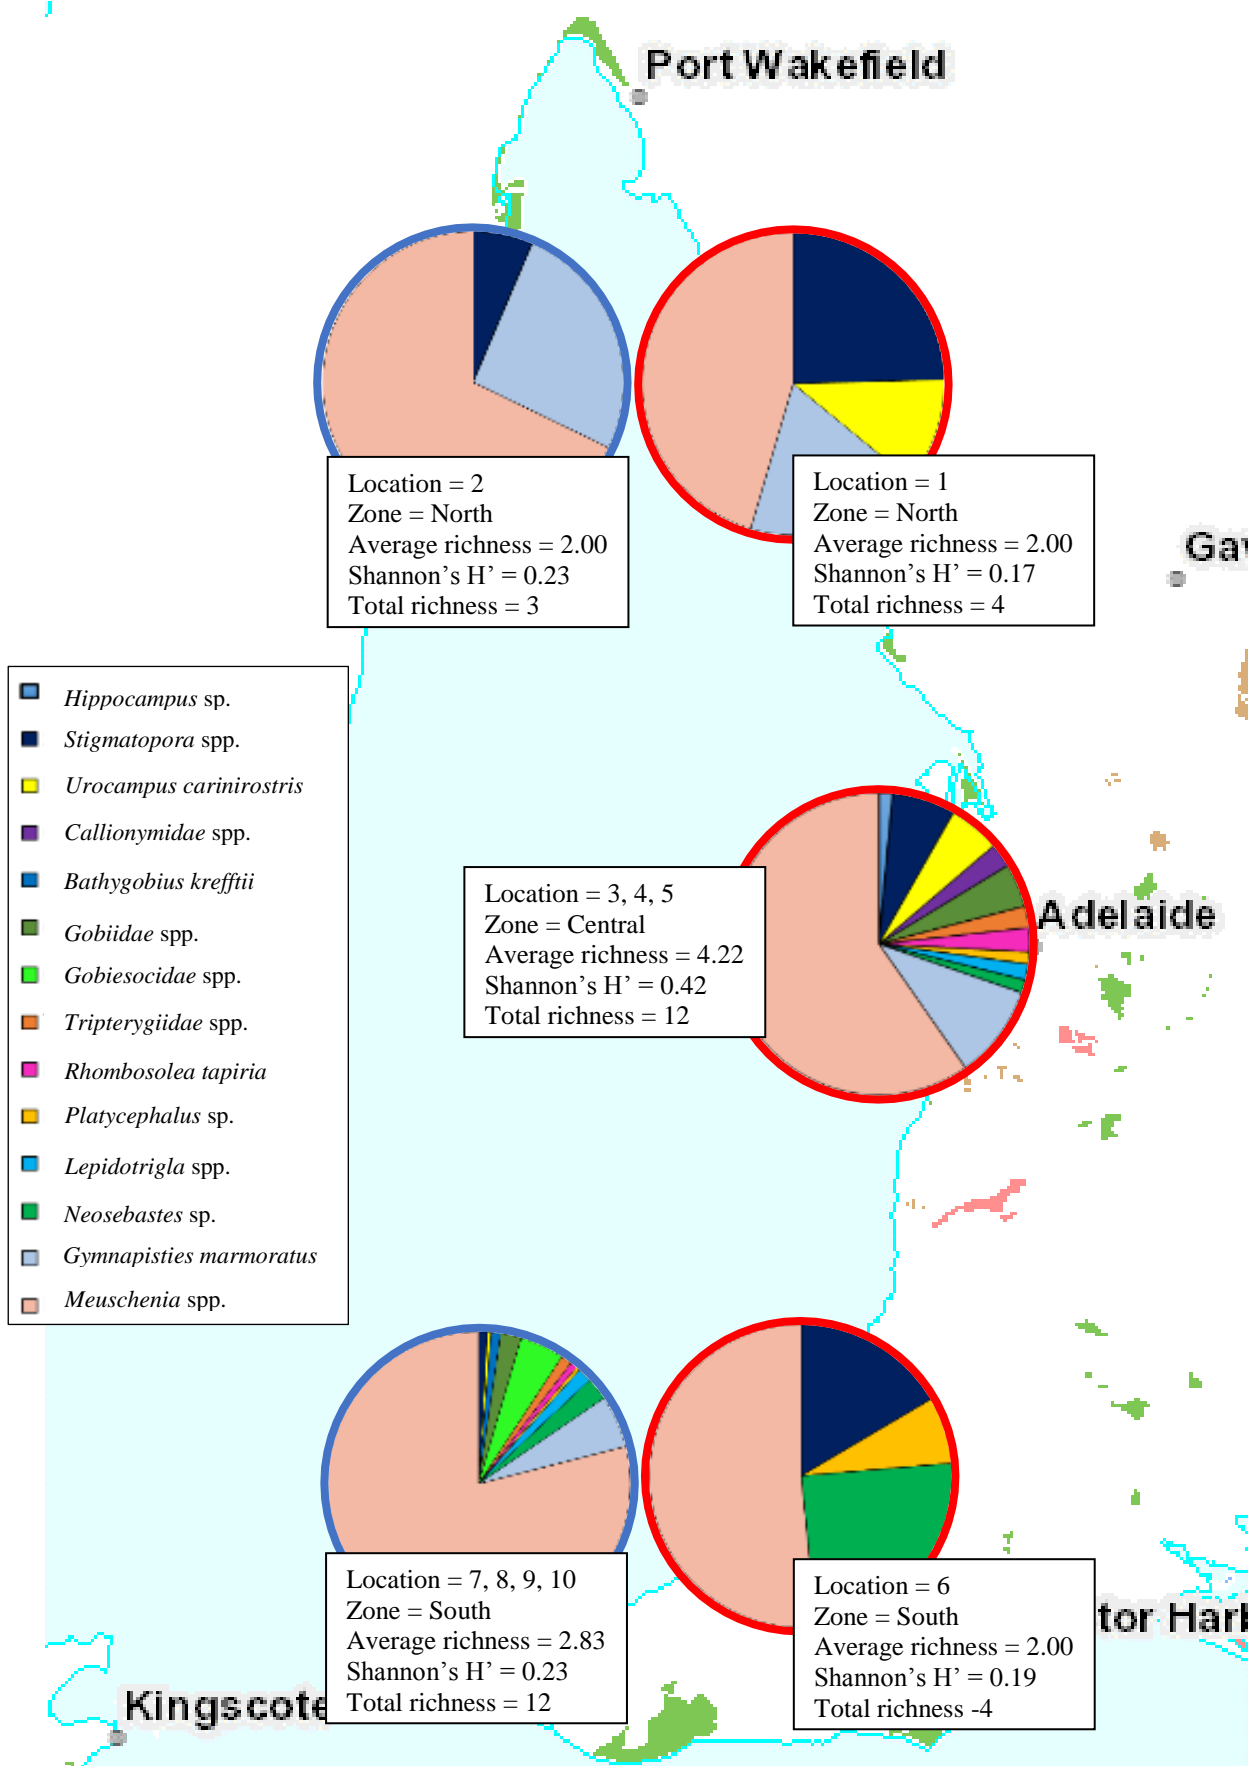 Port Wakefield
Location = 2
Zone = North
Average richness = 2.00
Shannon's H' = 0.23
Total richness = 3
Location = 1
Zone = North
Average richness = 2.00
Shannon's H' = 0.17
Total richness = 4
Gaw
Hippocampus sp.
Stigmatopora spp.
Urocampus carinirostris
Callionymidae spp.
Bathygobius krefftii
Gobiidae spp.
Gobiesocidae spp.
Tripterygiidae spp.
Rhombosolea tapiria
Platycephalus sp.
Lepidotrigla spp.
Neosebastes sp.
Gymnapisties marmoratus
Meuschenia spp.
Location = 3, 4, 5
Zone = Central
Average richness = 4.22
Shannon's H' = 0.42
Total richness = 12
Adelaide
Location = 7, 8, 9, 10
Zone = South
Average richness = 2.83
Shannon's H' = 0.23
Total richness = 12
Location = 6
Zone = South
Average richness = 2.00
Shannon's H' = 0.19
Total richness -4
tor Harb
Kingscote